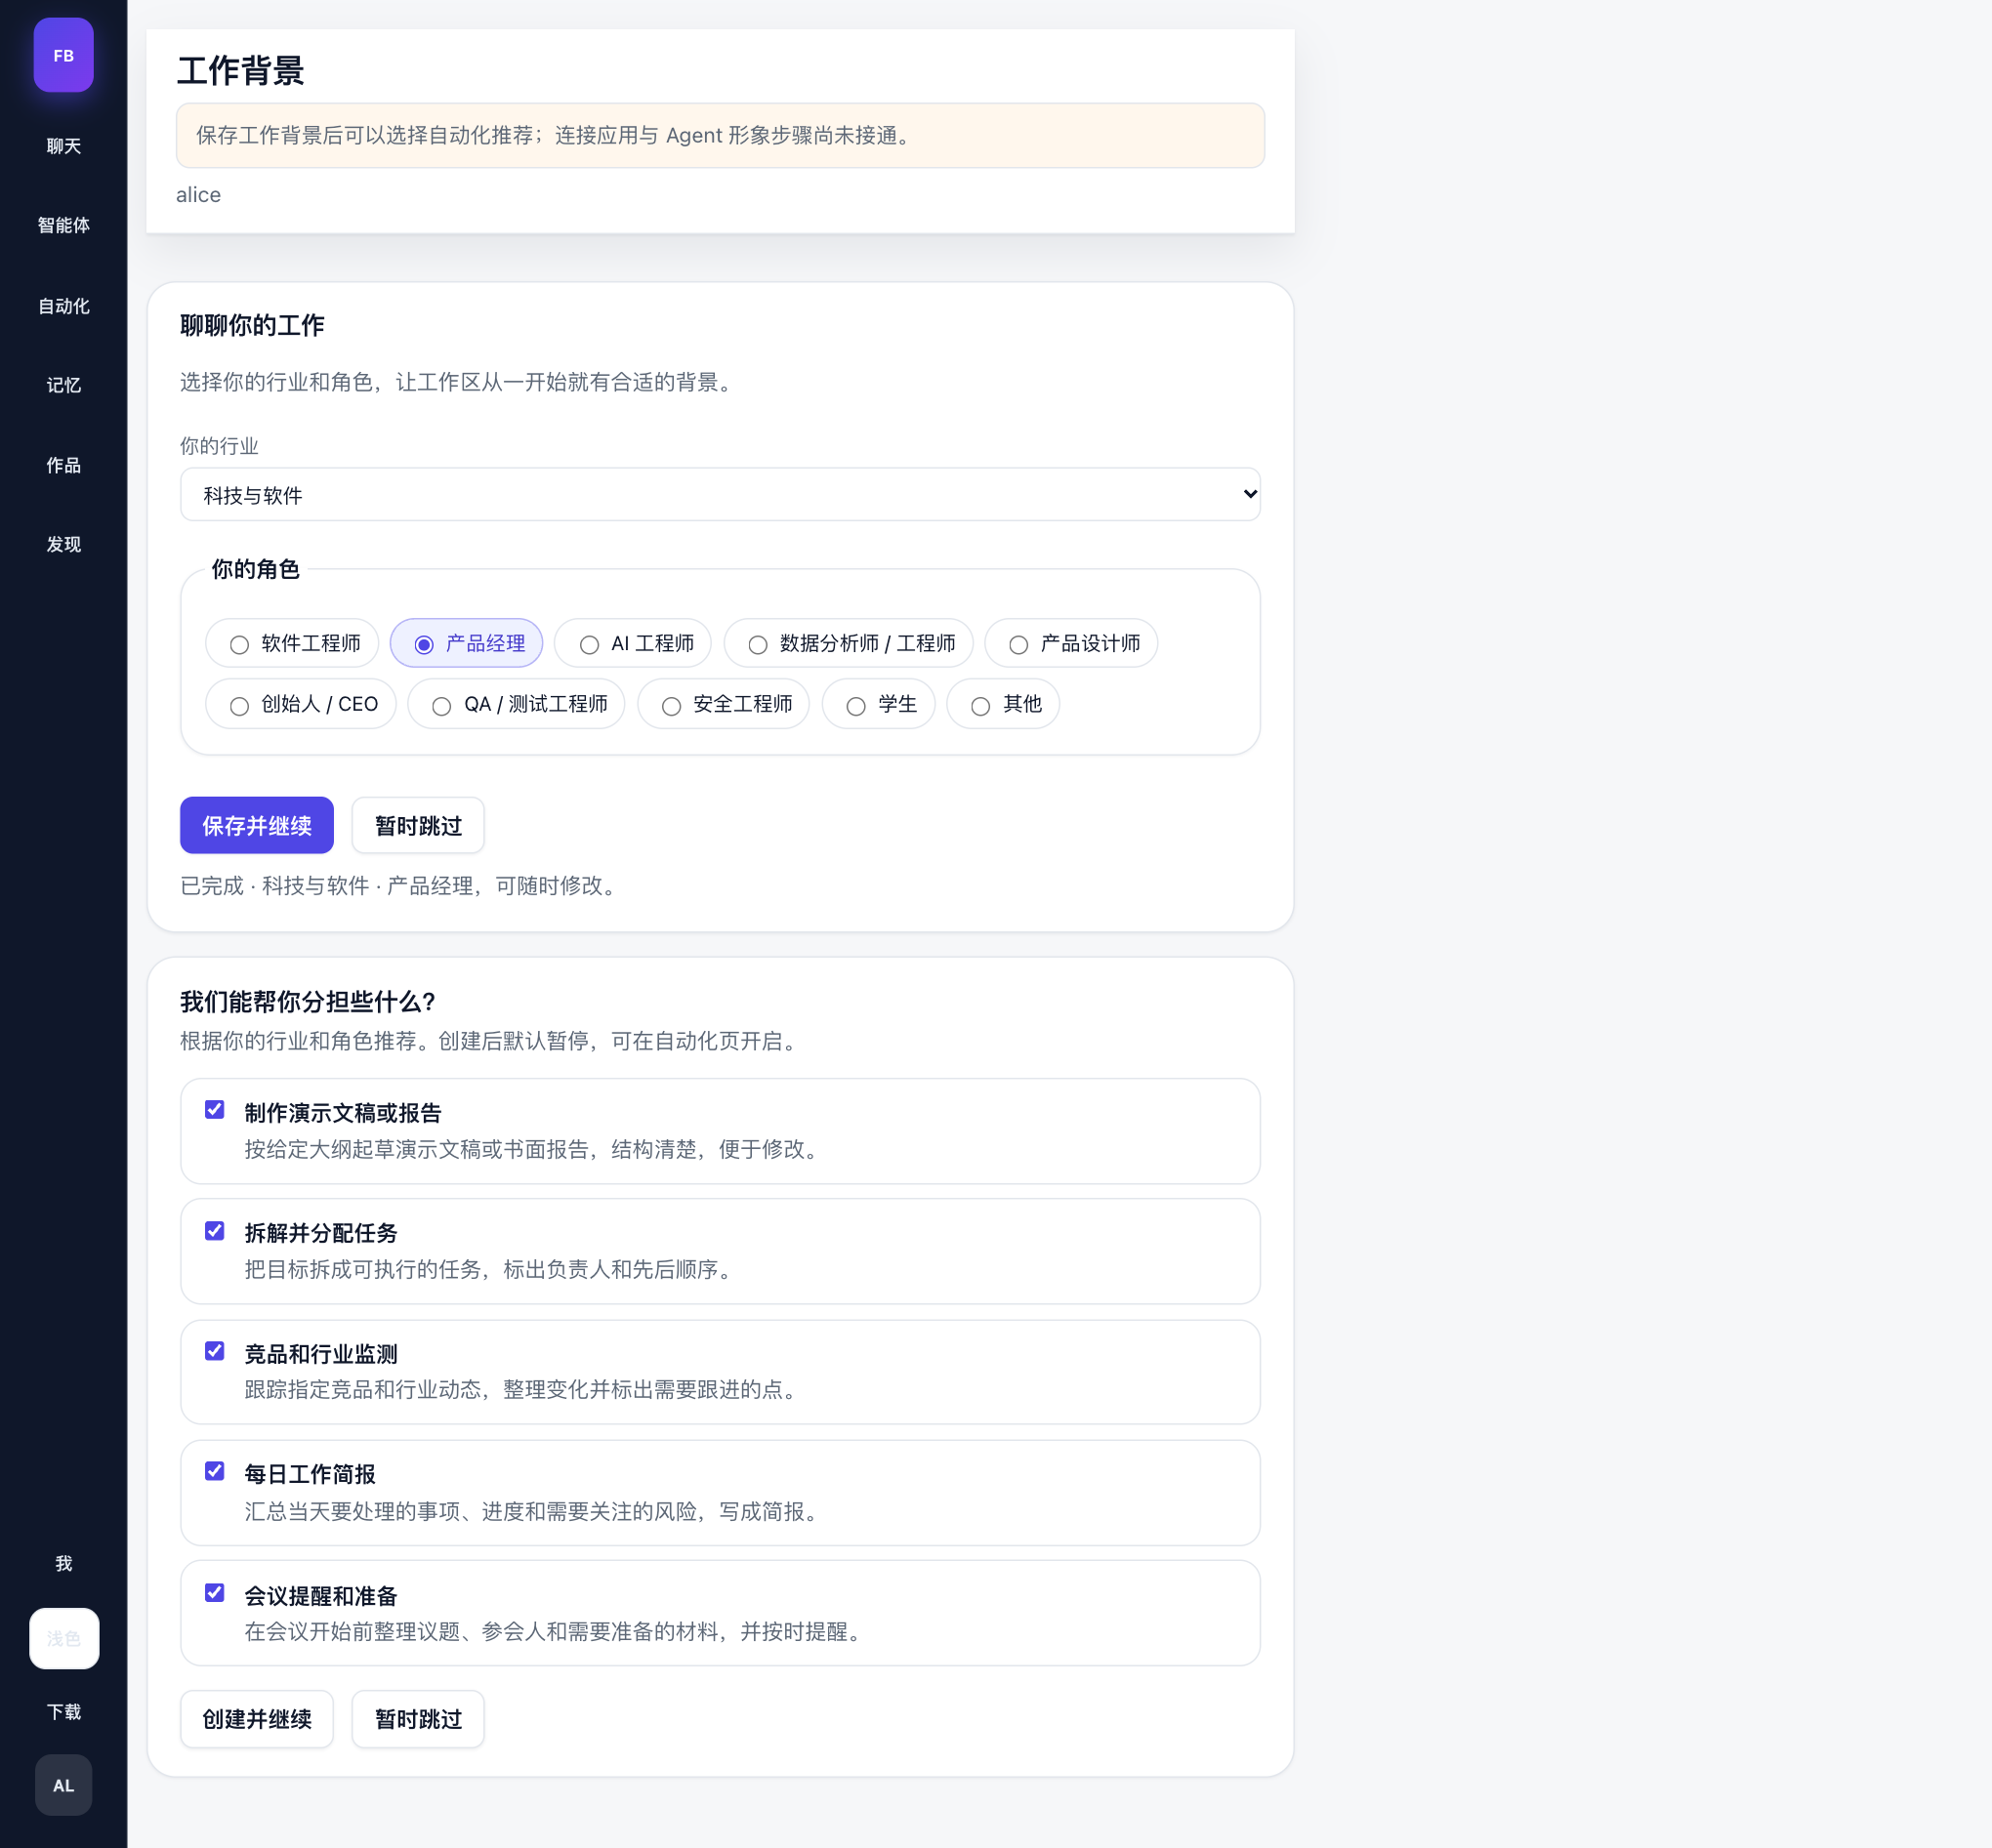 FB
聊天
智能体
自动化
记忆
作品
发现
我
浅色
下载
AL
工作背景
保存工作背景后可以选择自动化推荐；连接应用与 Agent 形象步骤尚未接通。
alice
聊聊你的工作
选择你的行业和角色，让工作区从一开始就有合适的背景。
你的行业
科技与软件
你的角色
软件工程师 产品经理 AI 工程师 数据分析师 / 工程师 产品设计师
创始人 / CEO QA / 测试工程师 安全工程师 学生 其他
保存并继续 暂时跳过
已完成 · 科技与软件 · 产品经理，可随时修改。
我们能帮你分担些什么？
根据你的行业和角色推荐。创建后默认暂停，可在自动化页开启。
制作演示文稿或报告
按给定大纲起草演示文稿或书面报告，结构清楚，便于修改。
拆解并分配任务
把目标拆成可执行的任务，标出负责人和先后顺序。
竞品和行业监测
跟踪指定竞品和行业动态，整理变化并标出需要跟进的点。
每日工作简报
汇总当天要处理的事项、进度和需要关注的风险，写成简报。
会议提醒和准备
在会议开始前整理议题、参会人和需要准备的材料，并按时提醒。
创建并继续 暂时跳过